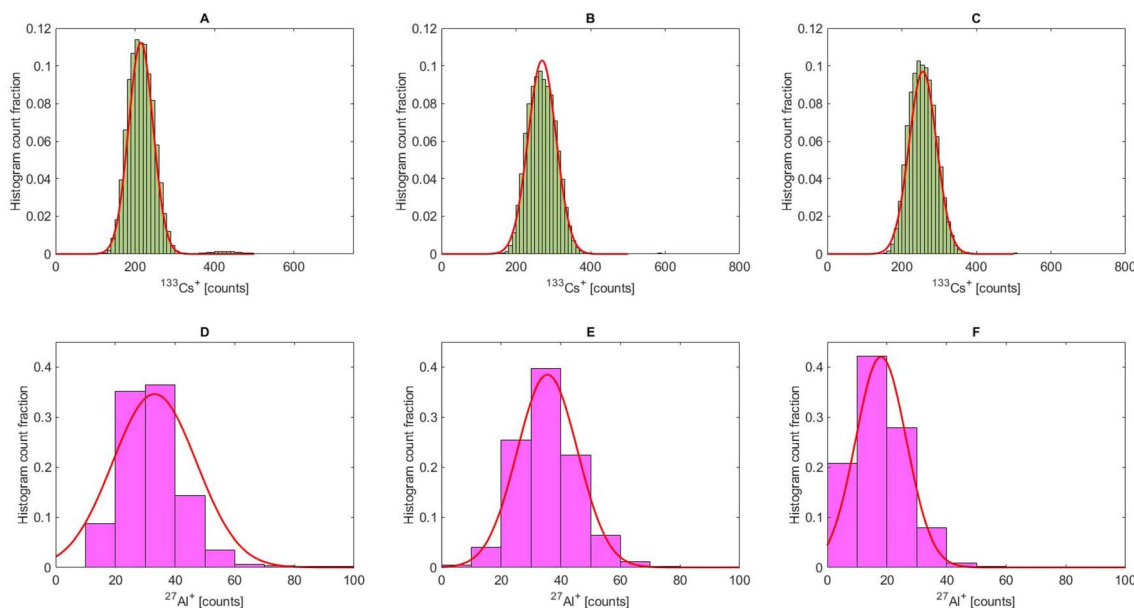 A
0.12
0.1
0.08
0.06
0.04
0.02
0
Histogram count fraction
0 200 400 600
¹³³Cs⁺ [counts]
B
0.12
0.1
0.08
0.06
0.04
0.02
0
Histogram count fraction
0 200 400 600 800
¹³³Cs⁺ [counts]
C
0.12
0.1
0.08
0.06
0.04
0.02
0
Histogram count fraction
0 200 400 600 800
¹³³Cs⁺ [counts]
D
0.4
0.3
0.2
0.1
0
Histogram count fraction
0 20 40 60 80 100
²⁷Al⁺ [counts]
E
0.4
0.3
0.2
0.1
0
Histogram count fraction
0 20 40 60 80 100
²⁷Al⁺ [counts]
F
0.4
0.3
0.2
0.1
0
Histogram count fraction
0 20 40 60 80 100
²⁷Al⁺ [counts]